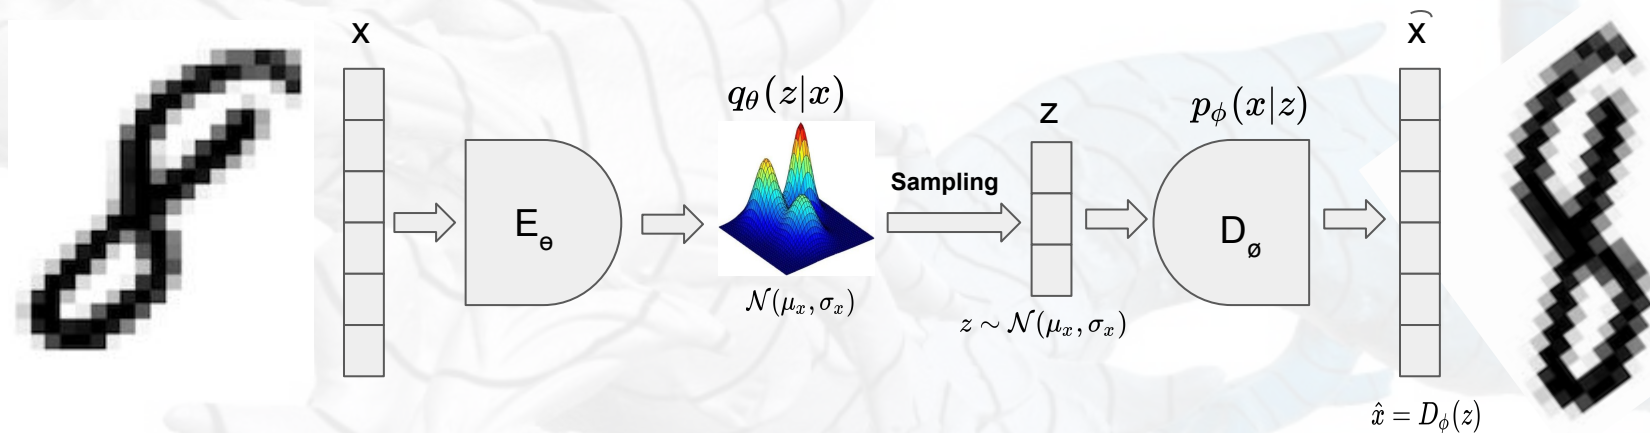 x
E_θ
q_θ(z|x)
𝒩(μ_x, σ_x)
Sampling
z
z ~ 𝒩(μ_x, σ_x)
p_ϕ(x|z)
D_ø
x̂
x̂ = D_ϕ(z)